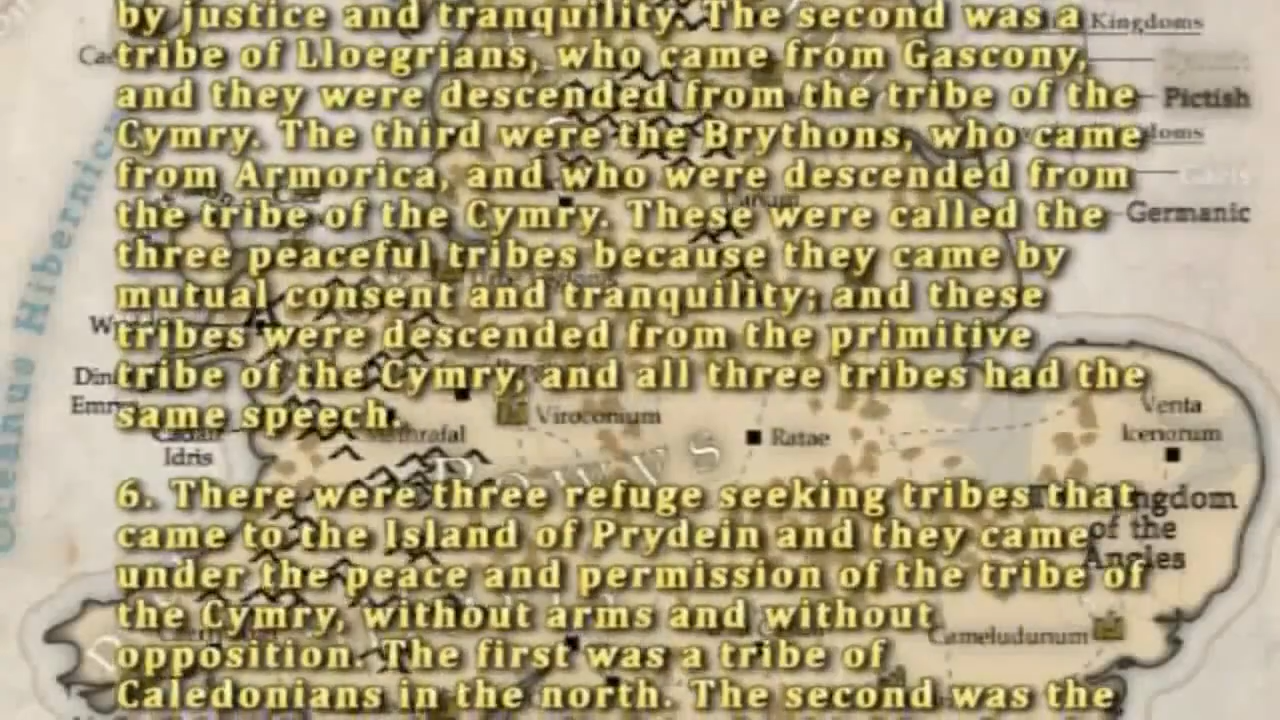 by justice and tranquility. The second was a
tribe of Lloegrians, who came from Gascony,
and they were descended from the tribe of the
Cymry. The third were the Brythons, who came
from Armorica, and who were descended from
the tribe of the Cymry. These were called the
three peaceful tribes because they came by
mutual consent and tranquility; and these
tribes were descended from the primitive
tribe of the Cymry, and all three tribes had the
same speech.
6. There were three refuge seeking tribes that
came to the Island of Prydein and they came
under the peace and permission of the tribe of
the Cymry, without arms and without
opposition. The first was a tribe of
Caledonians in the north. The second was the
Kingdoms
Pictish
Germanic
Oceanus Hibernicus
Viroconium
Ratae
Venta
Icenorum
Idris
Powys
of the
Angles
Cameludunum